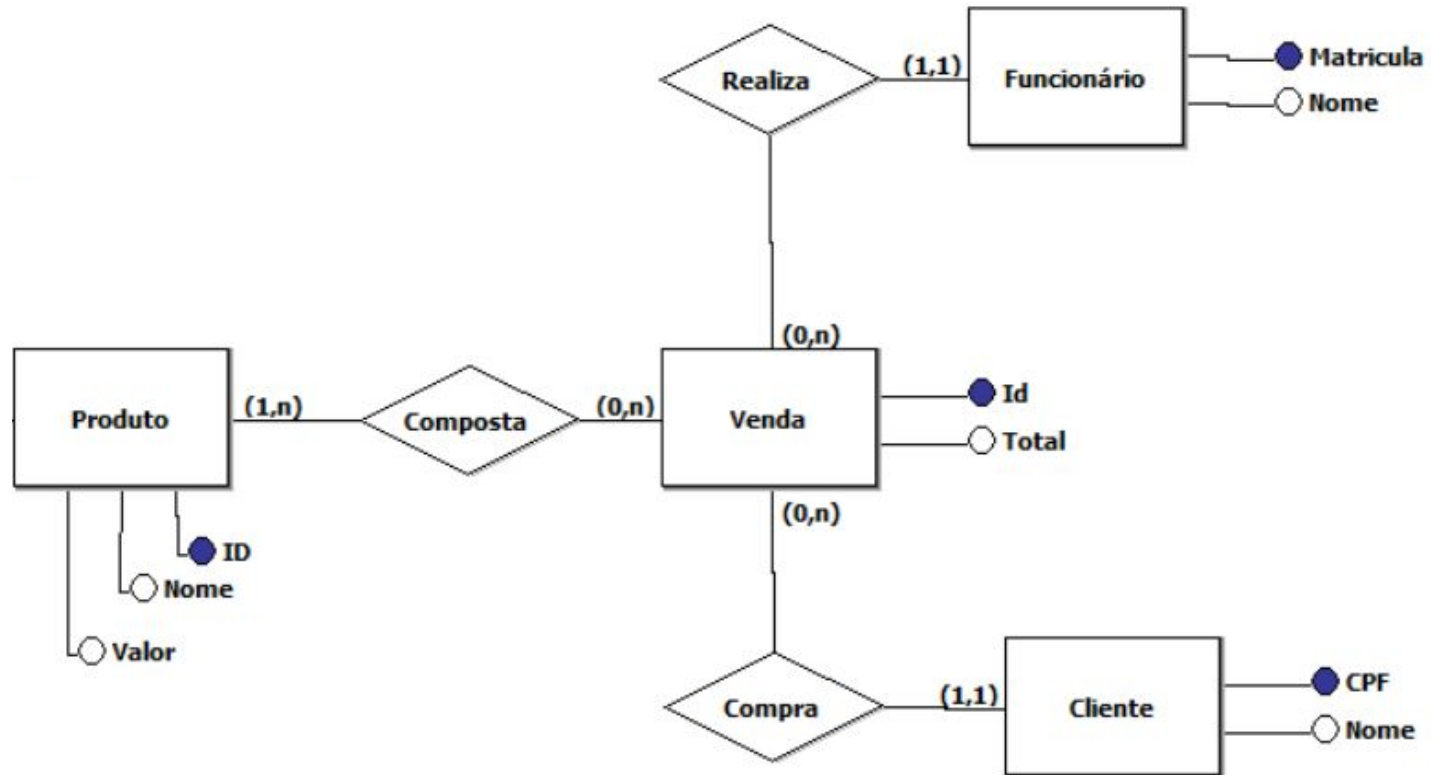 Realiza
(1,1)
Funcionário
Matricula
Nome
(0,n)
Produto
(1,n)
Composta
(0,n)
Venda
Id
Total
(0,n)
ID
Nome
Valor
Compra
(1,1)
Cliente
CPF
Nome